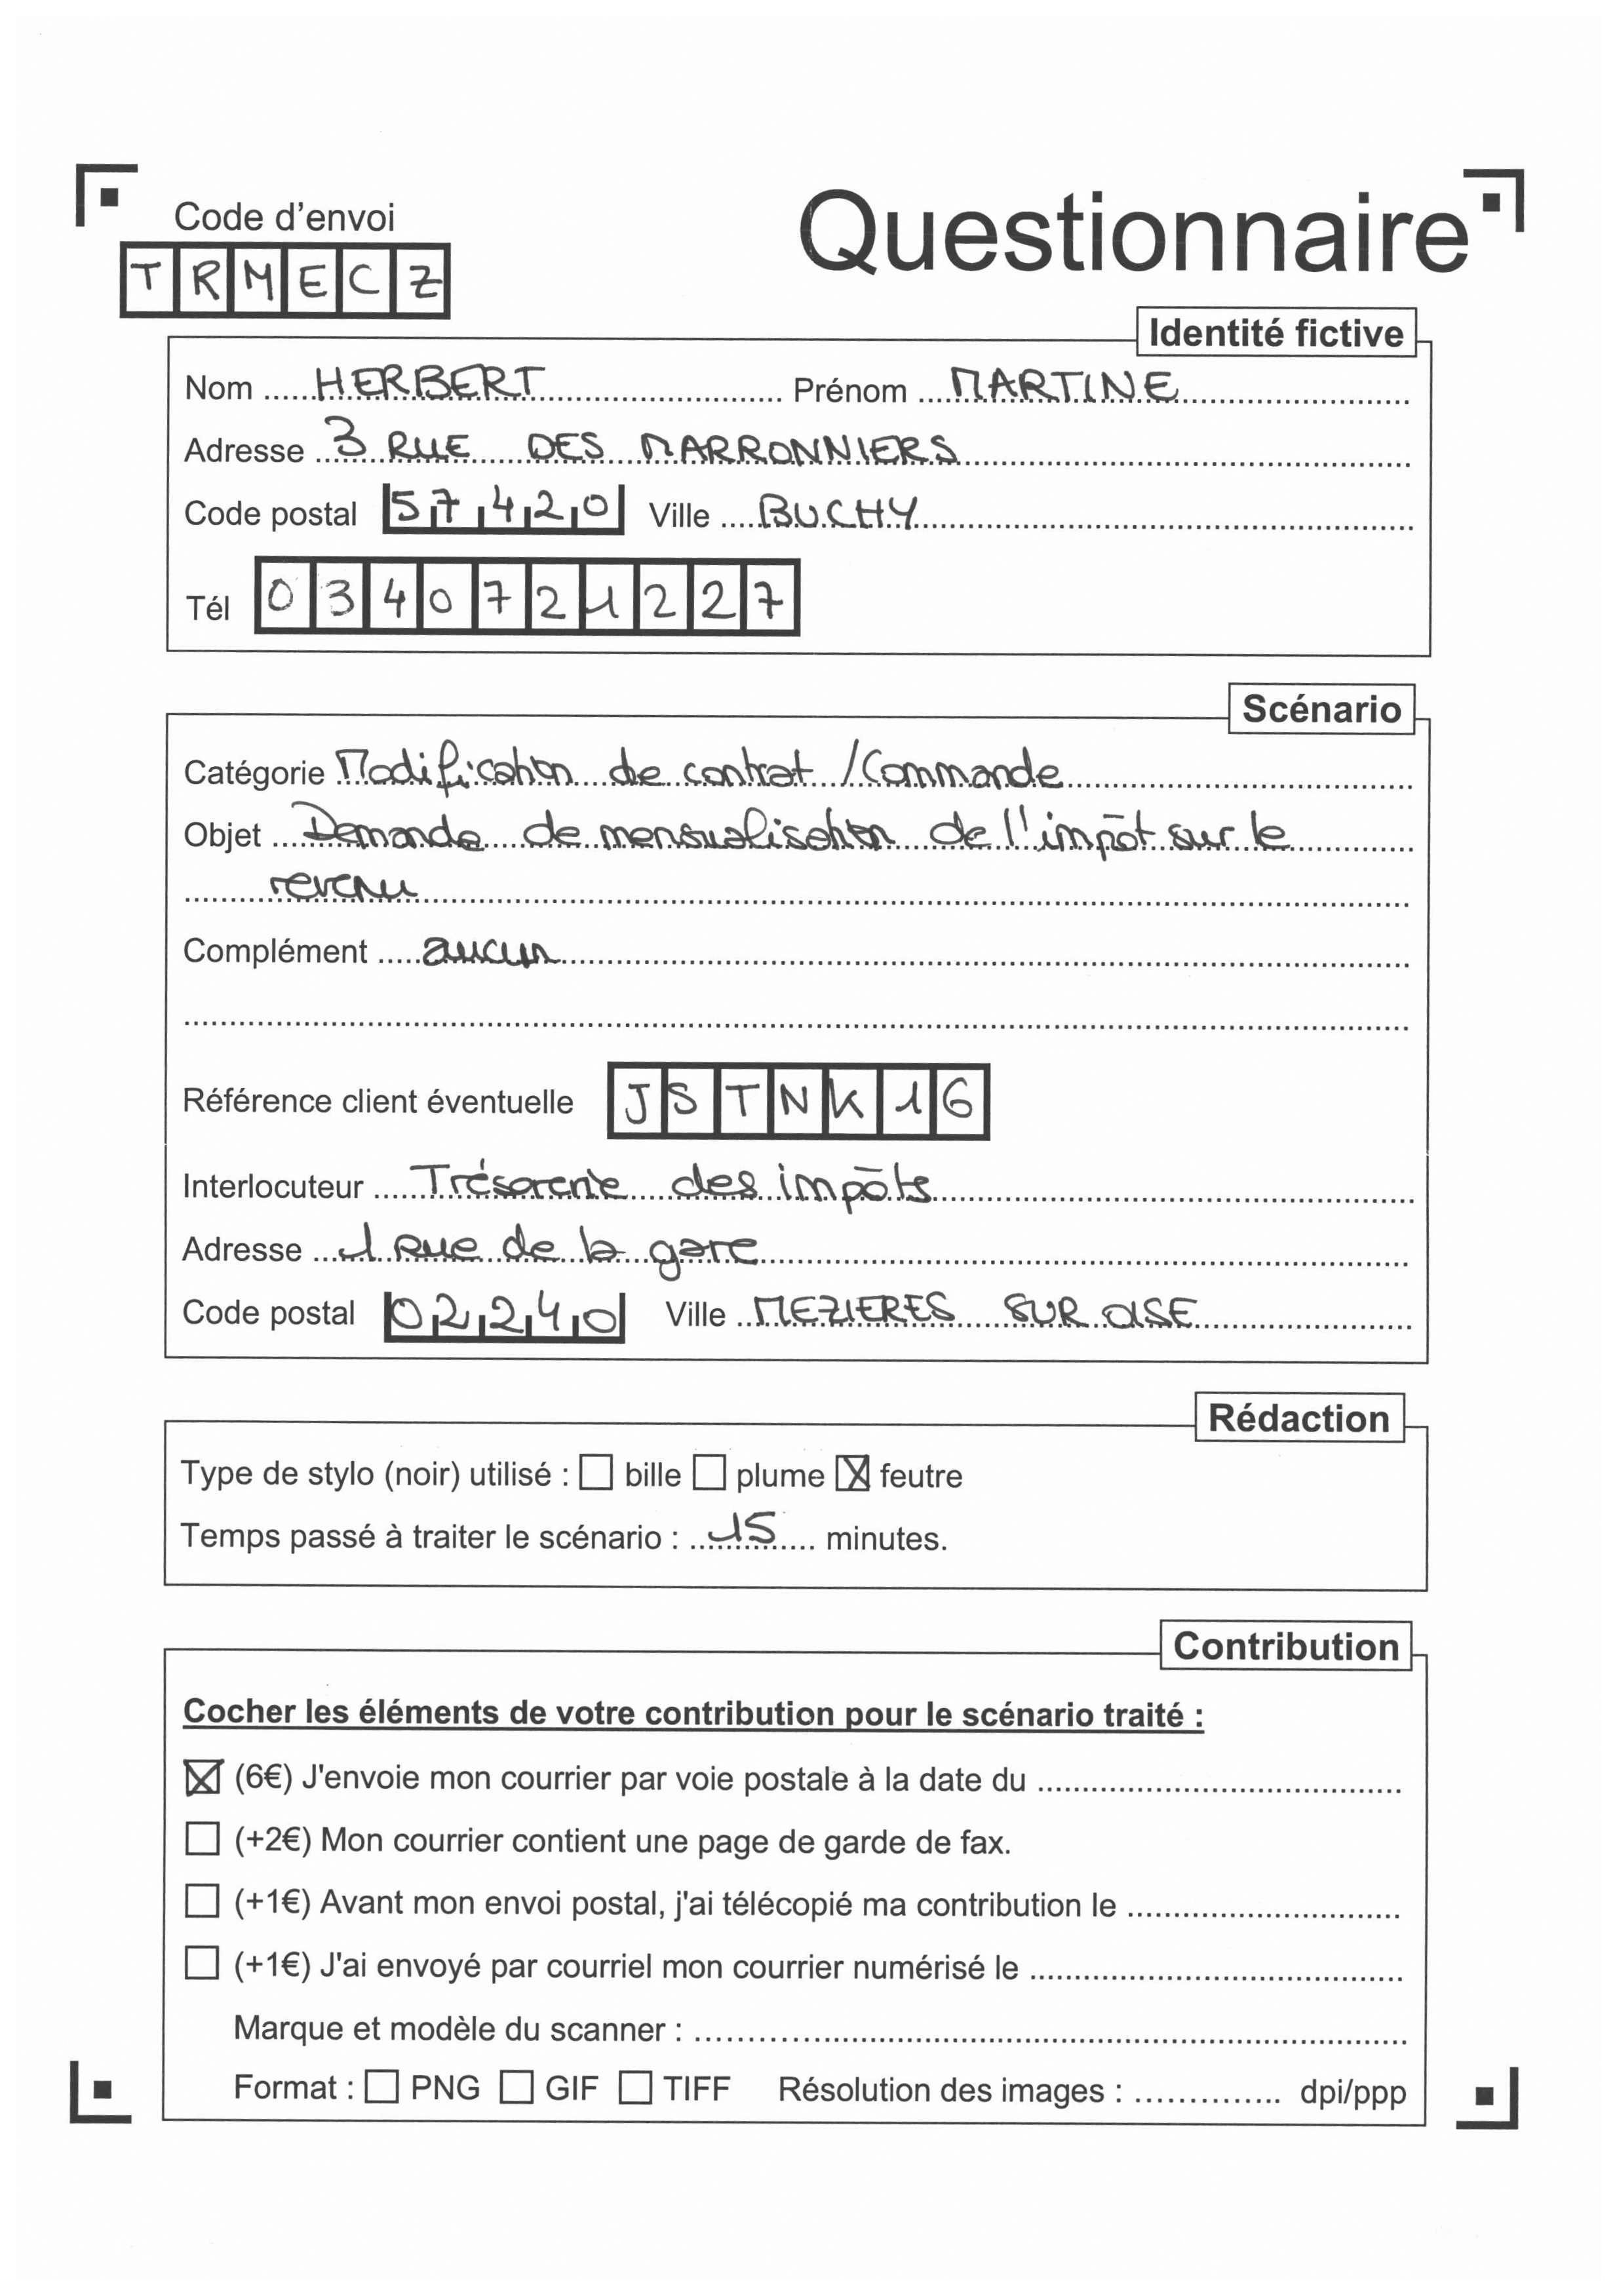 Code d'envoi
Questionnaire
TRMECZ
Identité fictive
Nom HERBERT Prénom MARTINE
Adresse 3 RUE DES MARRONNIERS
Code postal 57420 Ville BUCHY
Tél 0340721227
Scénario
Catégorie Modification de contrat / Commande
Objet Demande de mensualisation de l'impôt sur le
revenu
Complément aucun
Référence client éventuelle JSTNK16
Interlocuteur Trésorerie des impôts
Adresse 1 Rue de la gare
Code postal 02240 Ville MEZIERES SUR OISE
Rédaction
Type de stylo (noir) utilisé : ☐ bille ☐ plume ☒ feutre
Temps passé à traiter le scénario : 15 minutes.
Contribution
Cocher les éléments de votre contribution pour le scénario traité :
☒ (6€) J'envoie mon courrier par voie postale à la date du
☐ (+2€) Mon courrier contient une page de garde de fax.
☐ (+1€) Avant mon envoi postal, j'ai télécopié ma contribution le
☐ (+1€) J'ai envoyé par courriel mon courrier numérisé le
Marque et modèle du scanner :
Format : ☐ PNG ☐ GIF ☐ TIFF Résolution des images : dpi/ppp